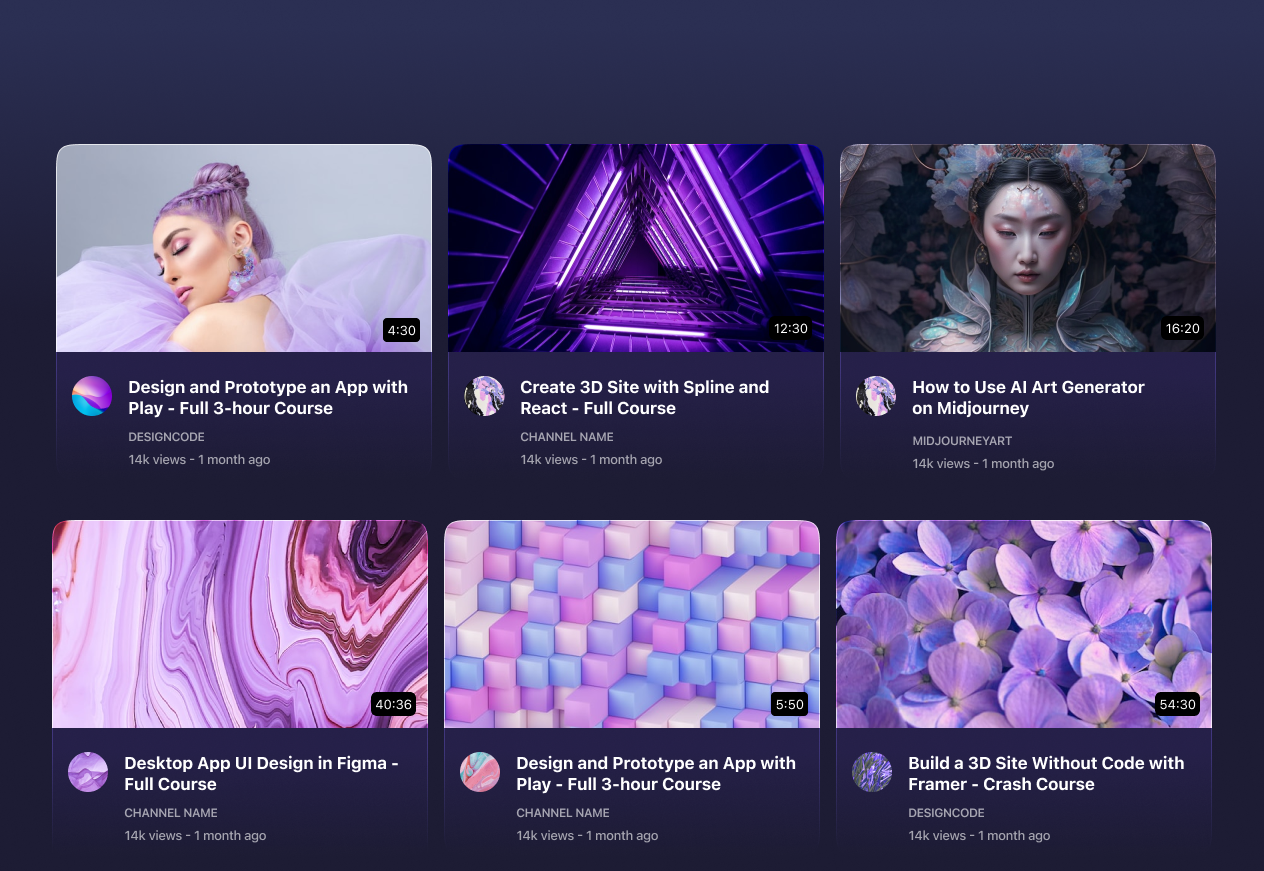 4:30
12:30
16:20
Design and Prototype an App with
Play - Full 3-hour Course
DESIGNCODE
14k views - 1 month ago
Create 3D Site with Spline and
React - Full Course
CHANNEL NAME
14k views - 1 month ago
How to Use AI Art Generator
on Midjourney
MIDJOURNEYART
14k views - 1 month ago
40:36
5:50
54:30
Desktop App UI Design in Figma -
Full Course
CHANNEL NAME
14k views - 1 month ago
Design and Prototype an App with
Play - Full 3-hour Course
CHANNEL NAME
14k views - 1 month ago
Build a 3D Site Without Code with
Framer - Crash Course
DESIGNCODE
14k views - 1 month ago